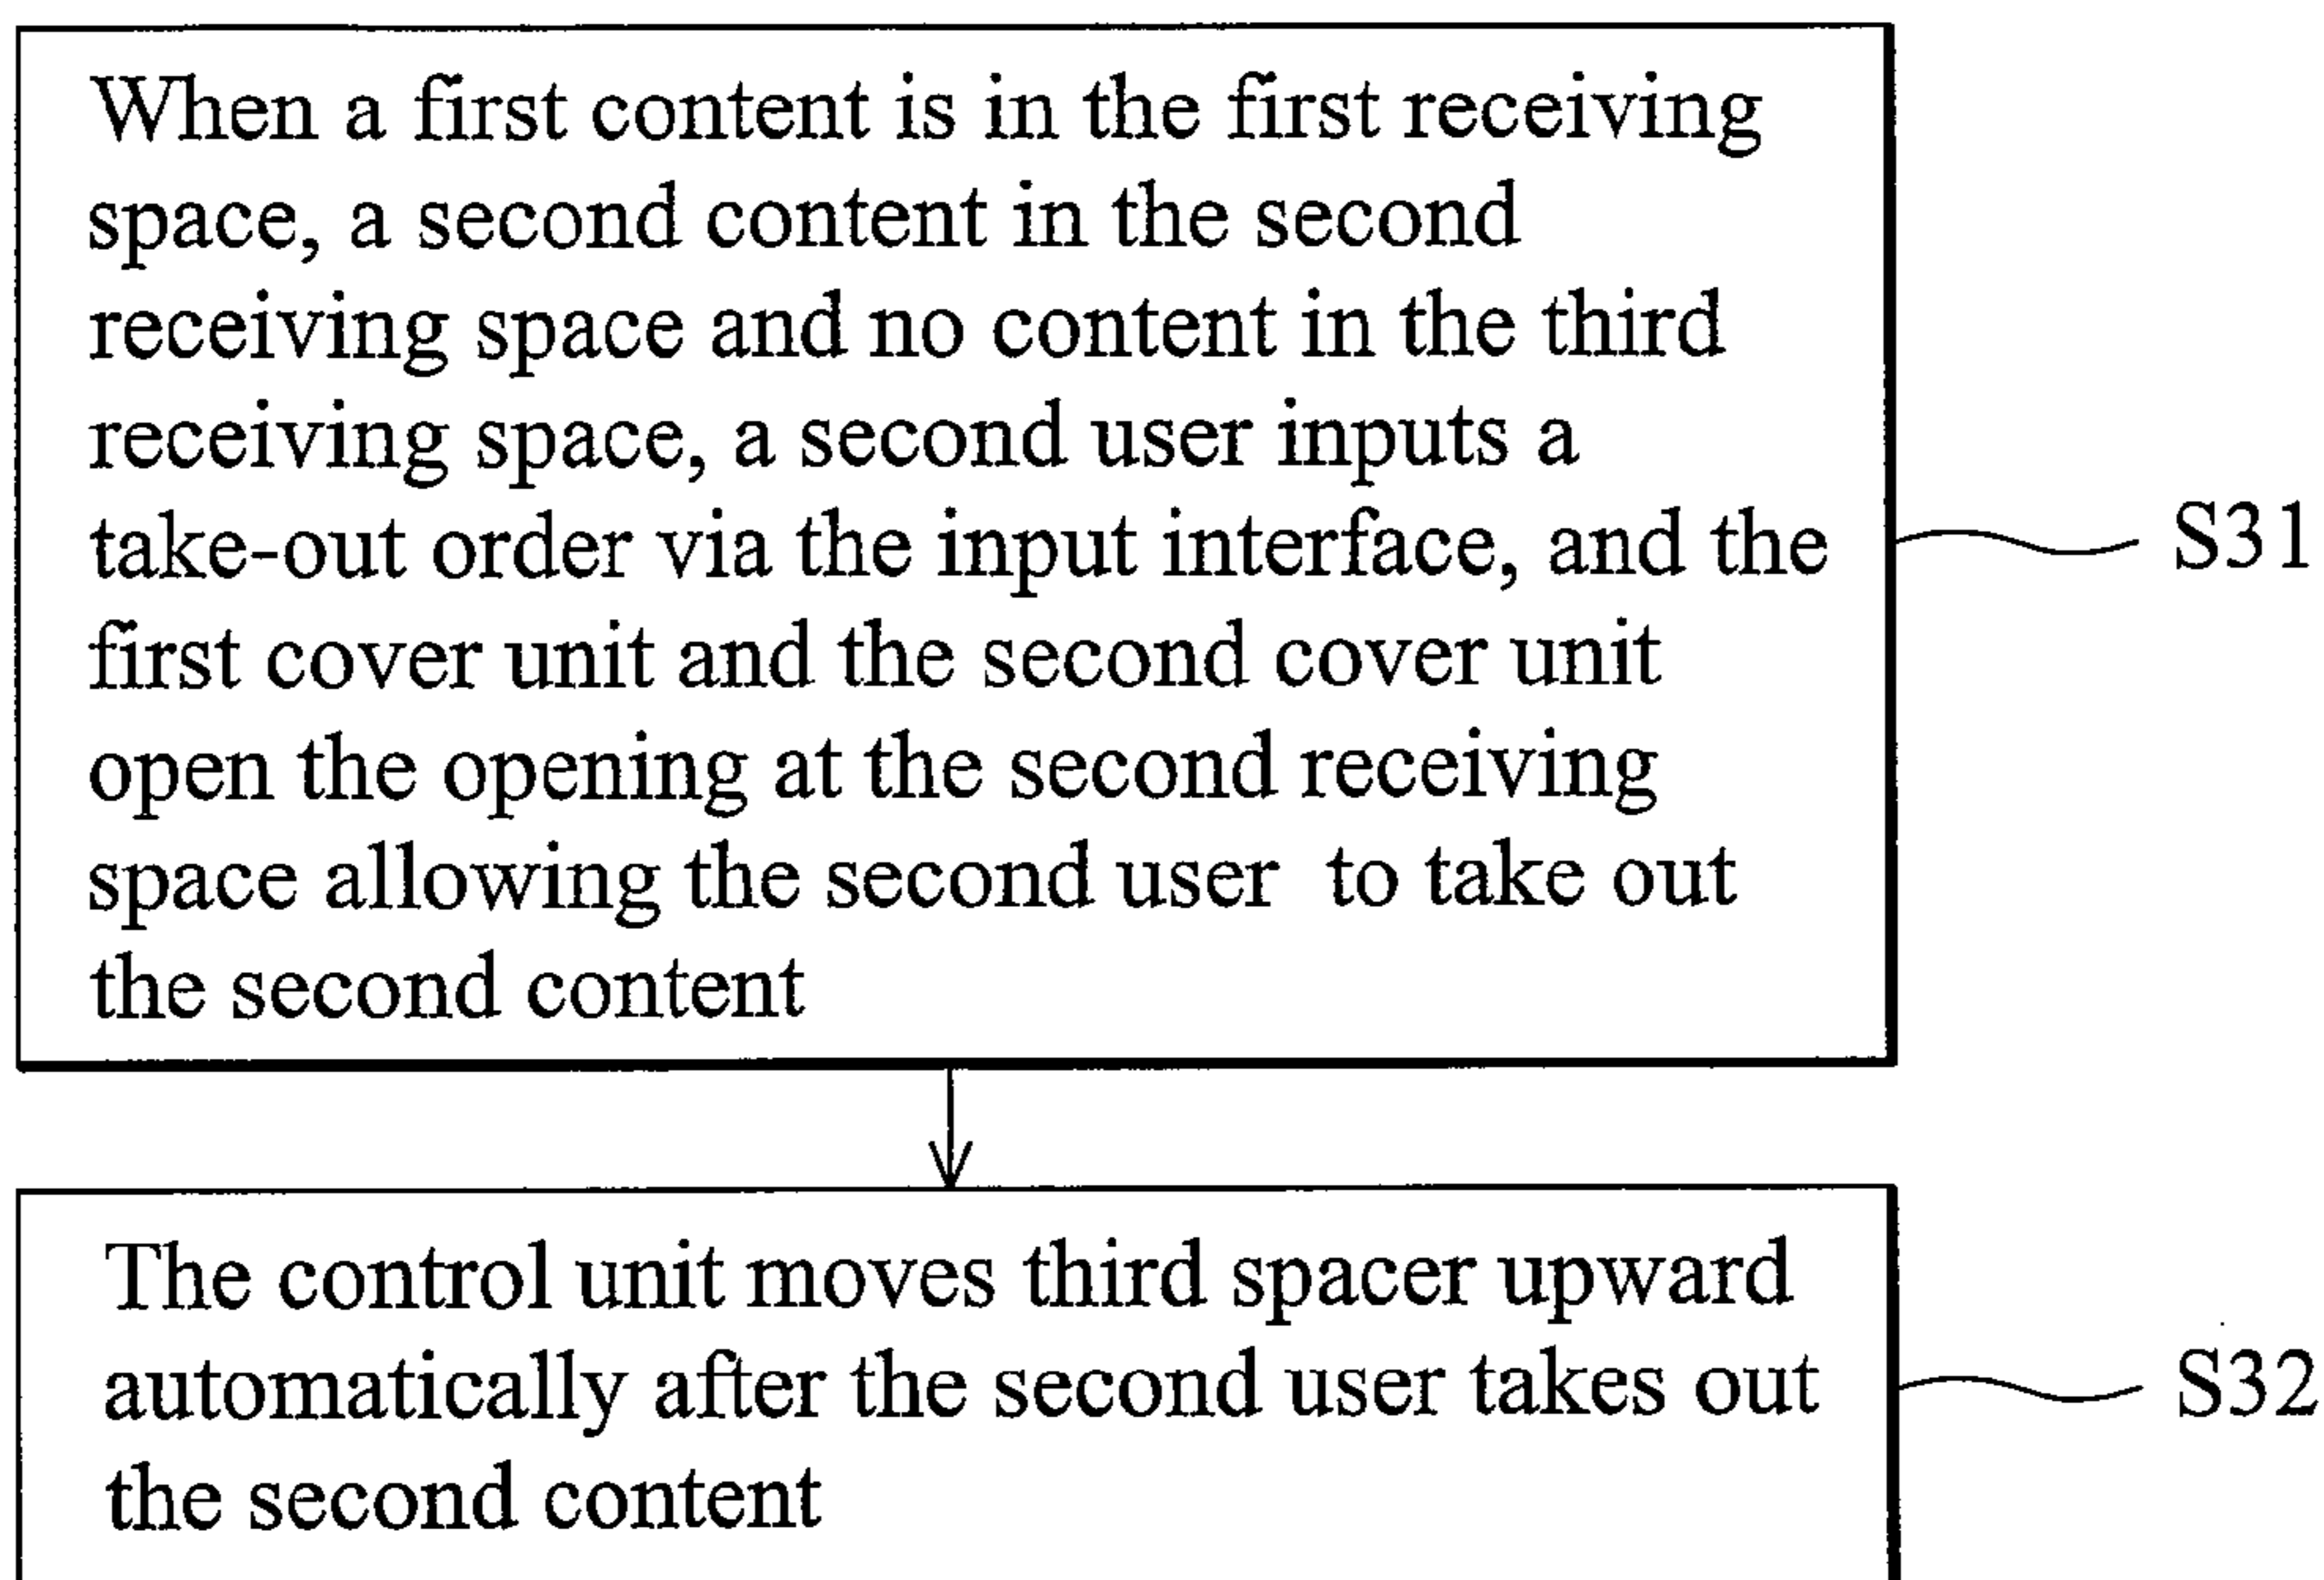 When a first content is in the first receiving
space, a second content in the second
receiving space and no content in the third
receiving space, a second user inputs a
take-out order via the input interface, and the
first cover unit and the second cover unit
open the opening at the second receiving
space allowing the second user to take out
the second content
S31
The control unit moves third spacer upward
automatically after the second user takes out
the second content
S32